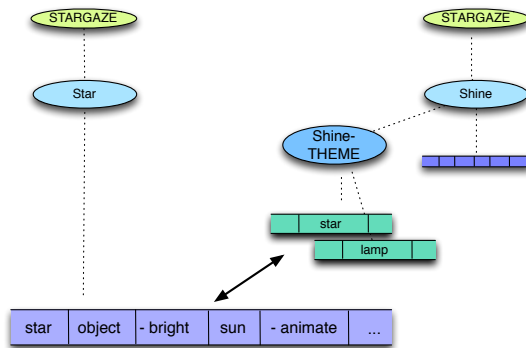 STARGAZE
STARGAZE
Star
Shine
Shine-
THEME
star
lamp
star object - bright sun - animate ...